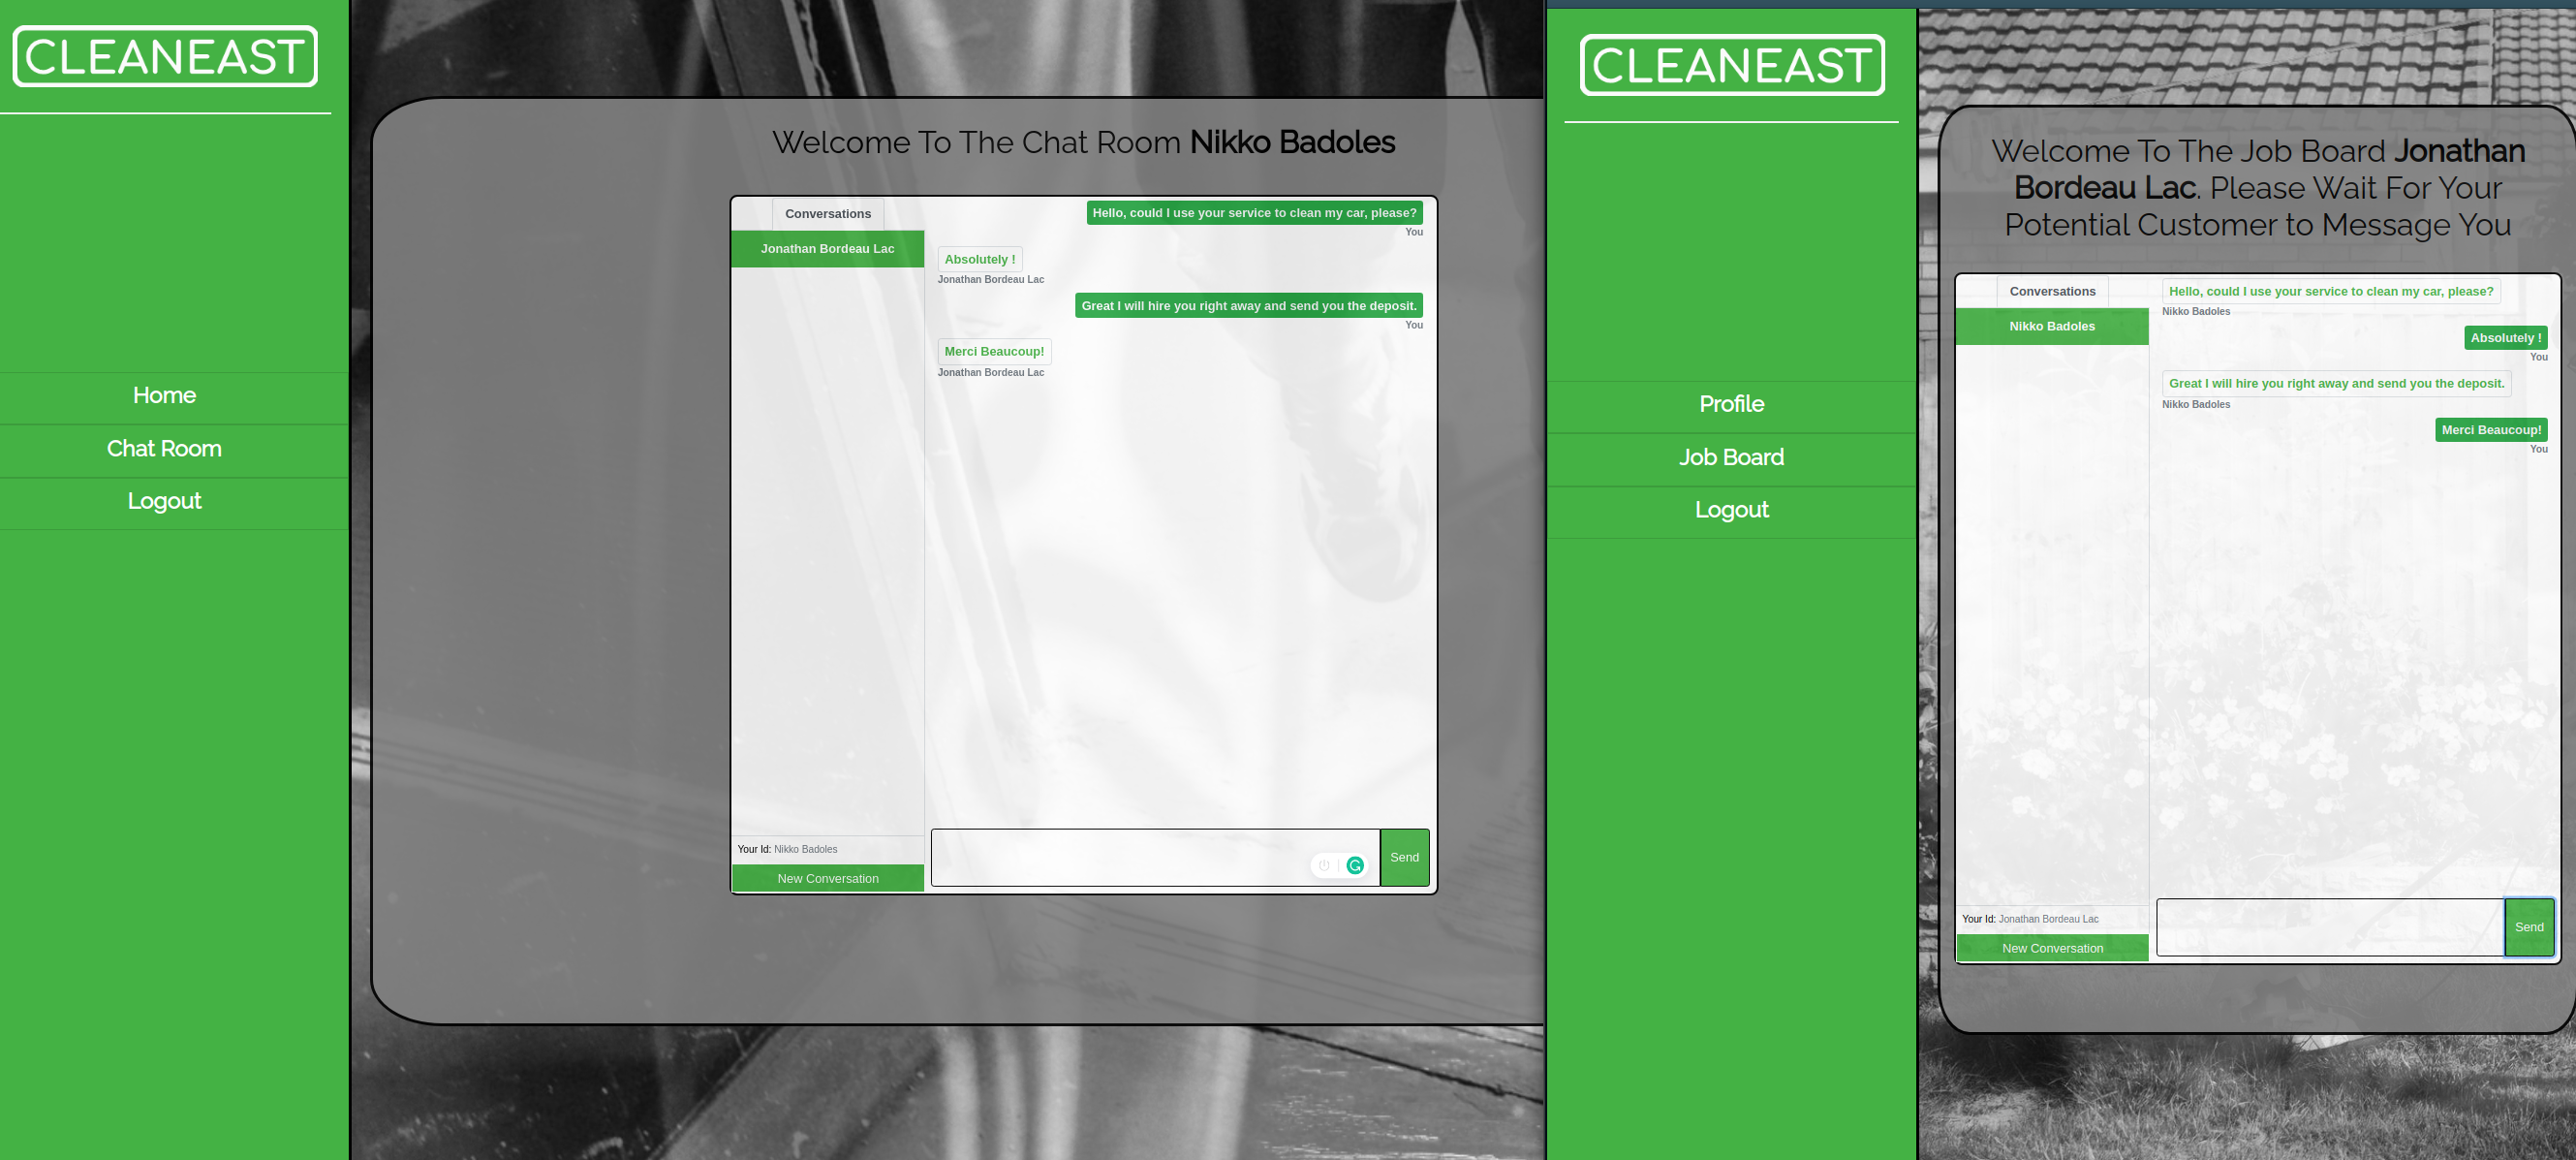 CLEANEAST
Home
Chat Room
Logout
Welcome To The Chat Room Nikko Badoles
Conversations
Jonathan Bordeau Lac
Hello, could I use your service to clean my car, please?
You
Absolutely !
Jonathan Bordeau Lac
Great I will hire you right away and send you the deposit.
You
Merci Beaucoup!
Jonathan Bordeau Lac
Your Id: Nikko Badoles
New Conversation
Send
CLEANEAST
Profile
Job Board
Logout
Welcome To The Job Board Jonathan
Bordeau Lac. Please Wait For Your
Potential Customer to Message You
Conversations
Nikko Badoles
Hello, could I use your service to clean my car, please?
Nikko Badoles
Absolutely !
You
Great I will hire you right away and send you the deposit.
Nikko Badoles
Merci Beaucoup!
You
Your Id: Jonathan Bordeau Lac
New Conversation
Send